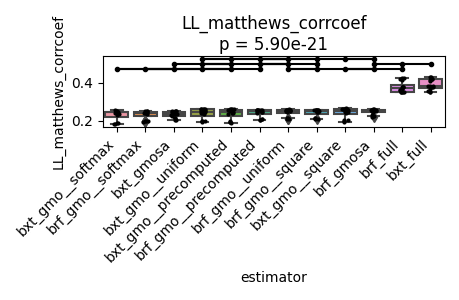 LL_matthews_corrcoef
p = 5.90e-21
LL_matthews_corrcoef
0.4
0.2
bxt_gmo__softmax
brf_gmo__softmax
bxt_gmosa
bxt_gmo__uniform
bxt_gmo__precomputed
brf_gmo__precomputed
brf_gmo__uniform
brf_gmo__square
bxt_gmo__square
brf_gmosa
brf_full
bxt_full
estimator